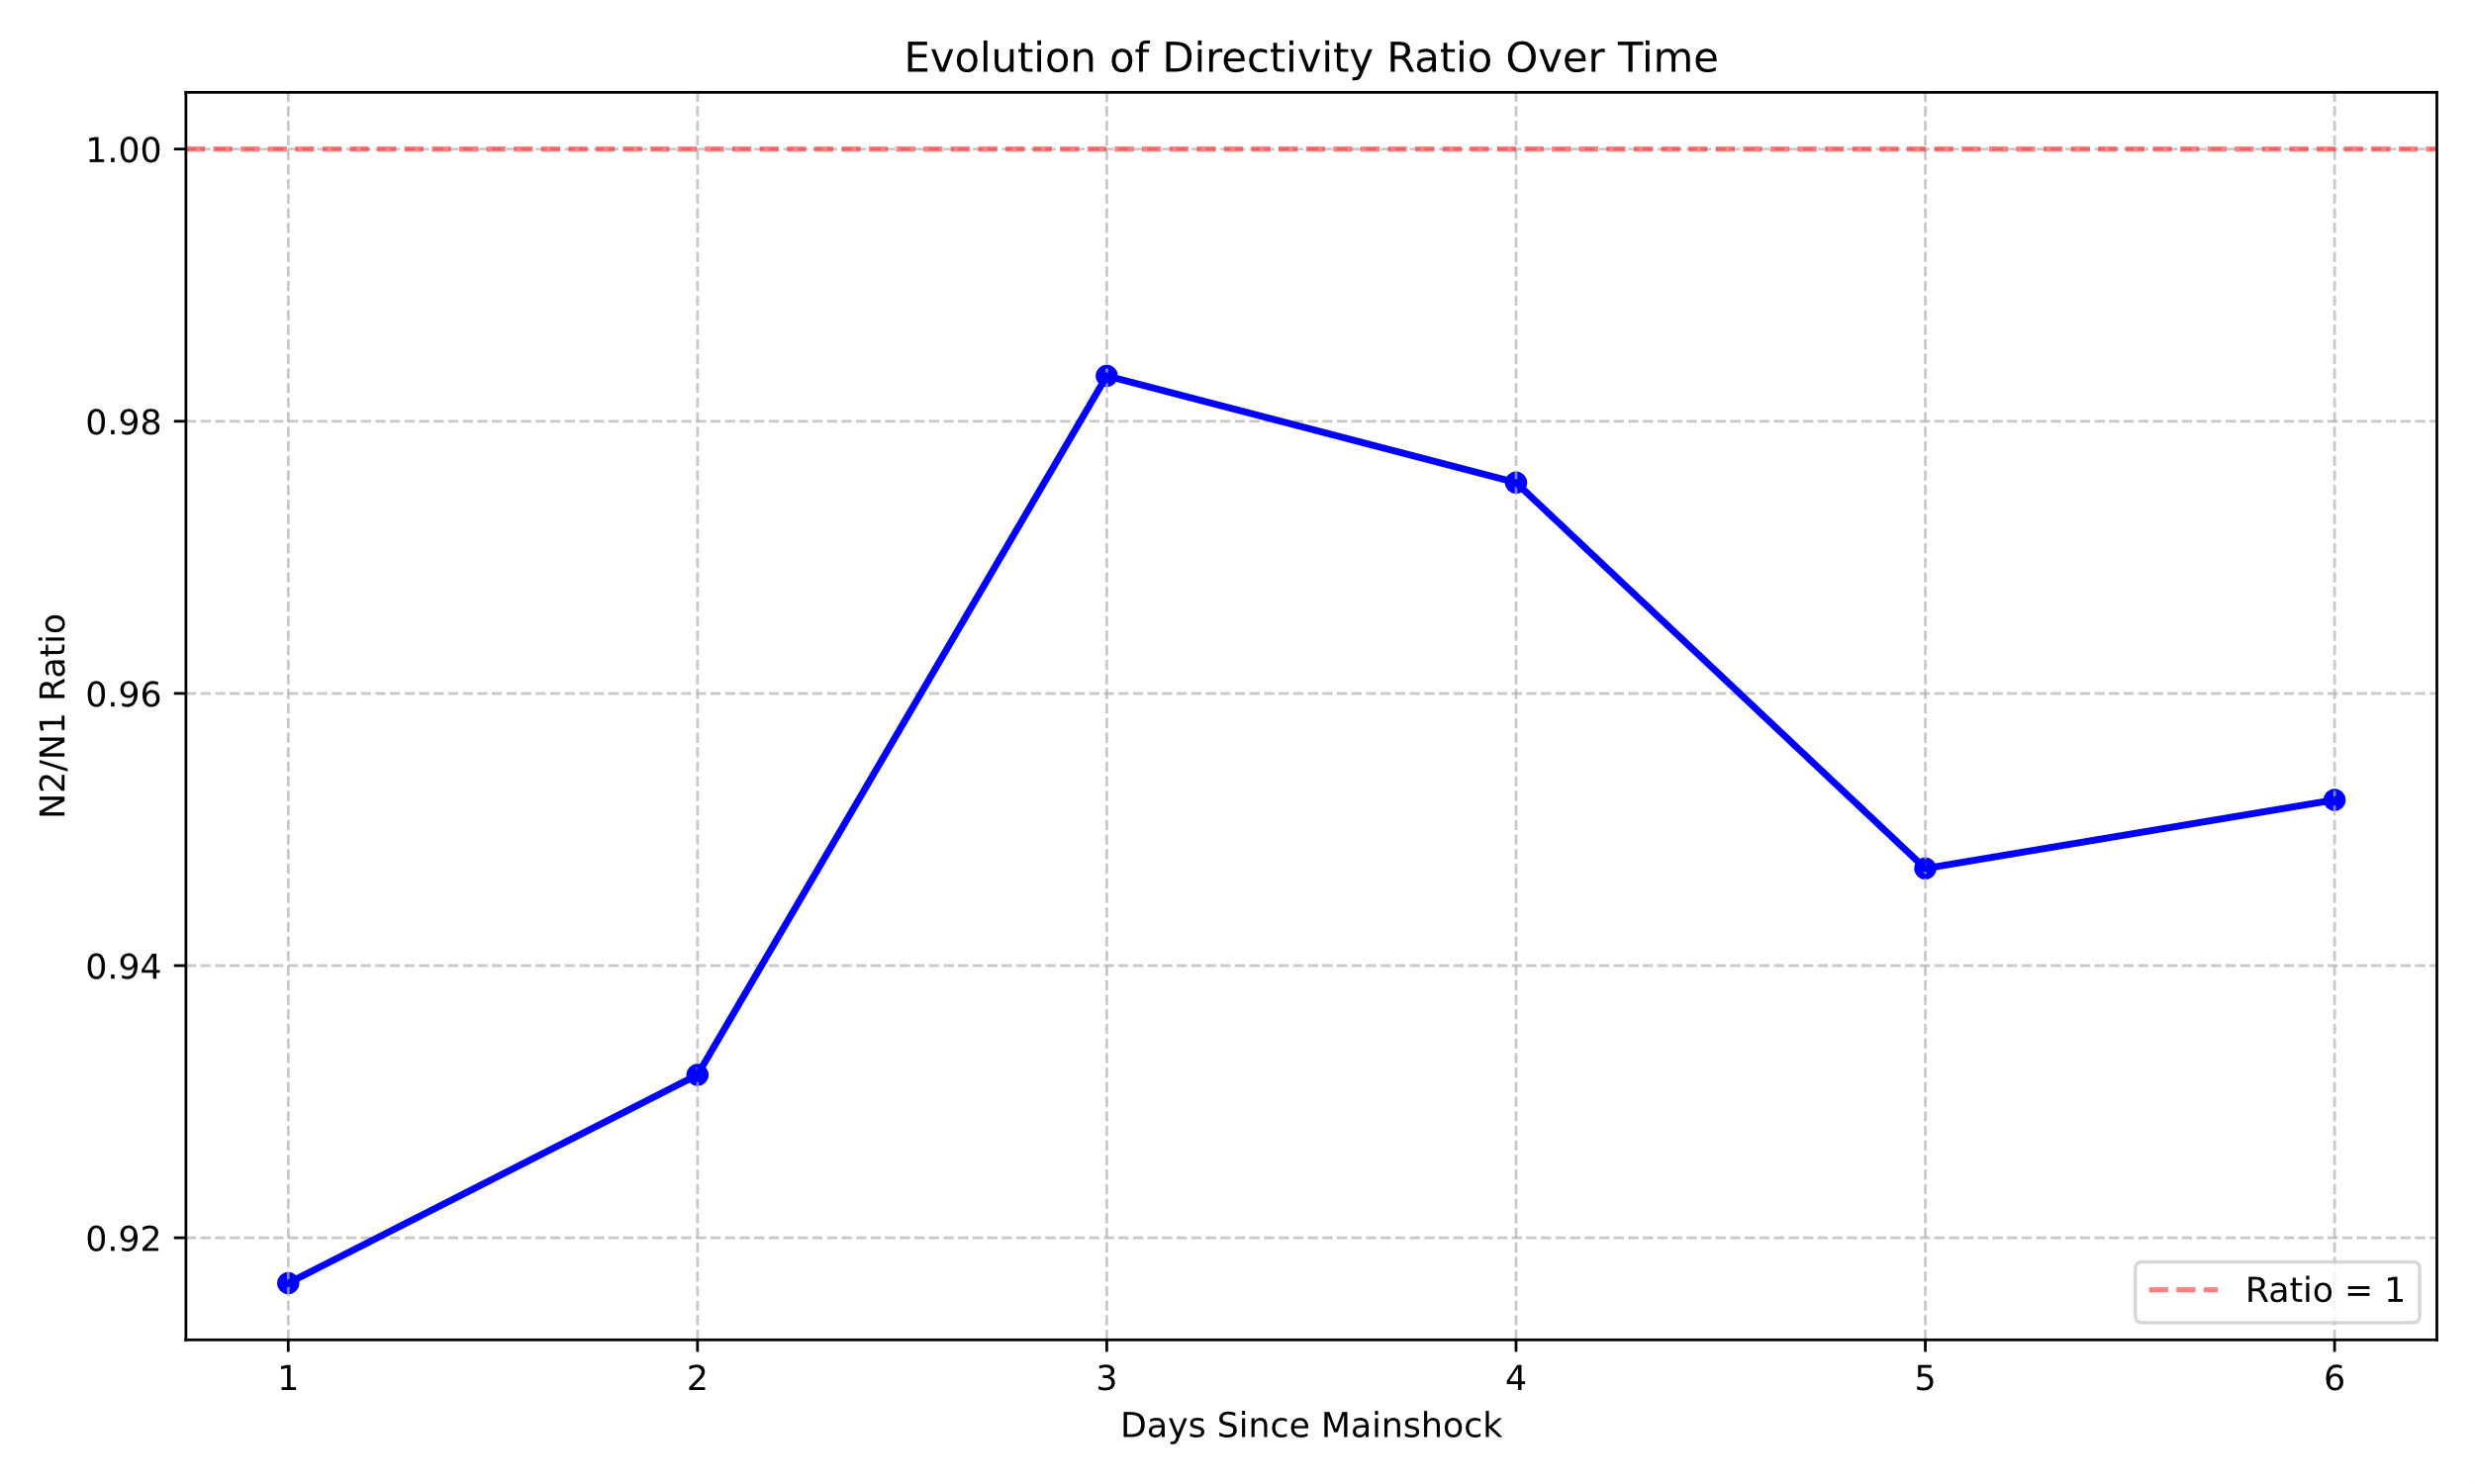 Evolution of Directivity Ratio Over Time
N2/N1 Ratio
1.00
0.98
0.96
0.94
0.92
Ratio = 1
1 2 3 4 5 6
Days Since Mainshock